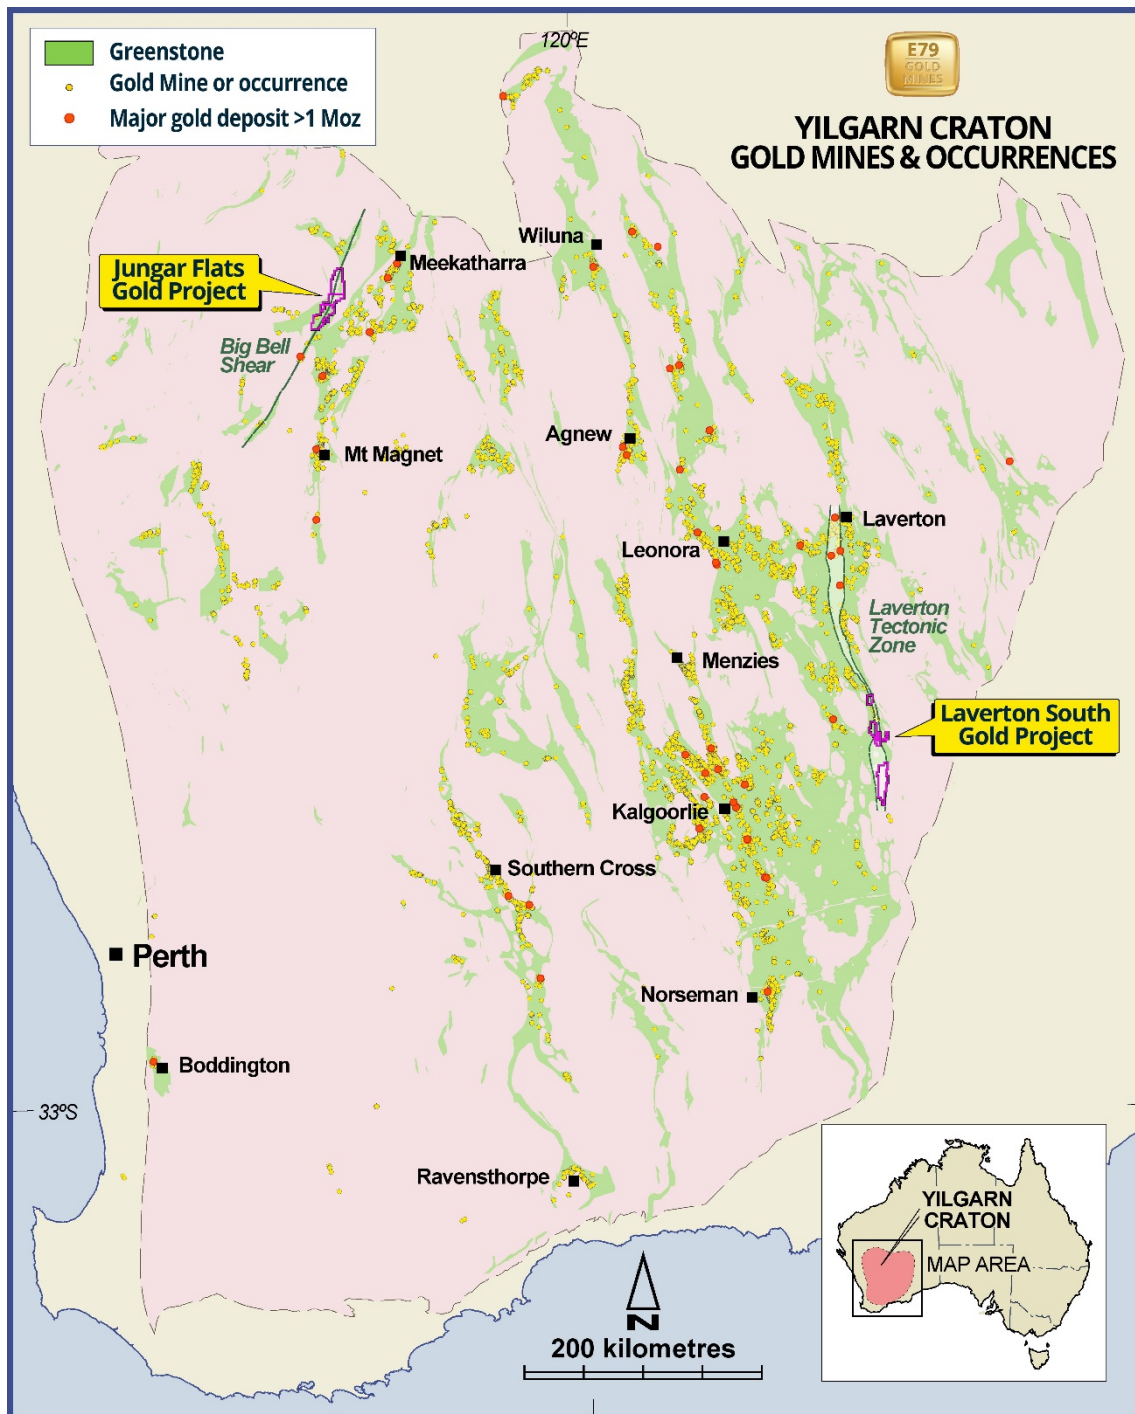 Greenstone
Gold Mine or occurrence
Major gold deposit >1 Moz
120ºE
E79
GOLD
MINES
YILGARN CRATON
GOLD MINES & OCCURRENCES
Wiluna
Meekatharra
Jungar Flats
Gold Project
Big Bell
Shear
Agnew
Mt Magnet
Laverton
Leonora
Laverton
Tectonic
Zone
Menzies
Laverton South
Gold Project
Kalgoorlie
Southern Cross
Perth
Norseman
Boddington
33ºS
Ravensthorpe
YILGARN
CRATON
MAP AREA
N
200 kilometres